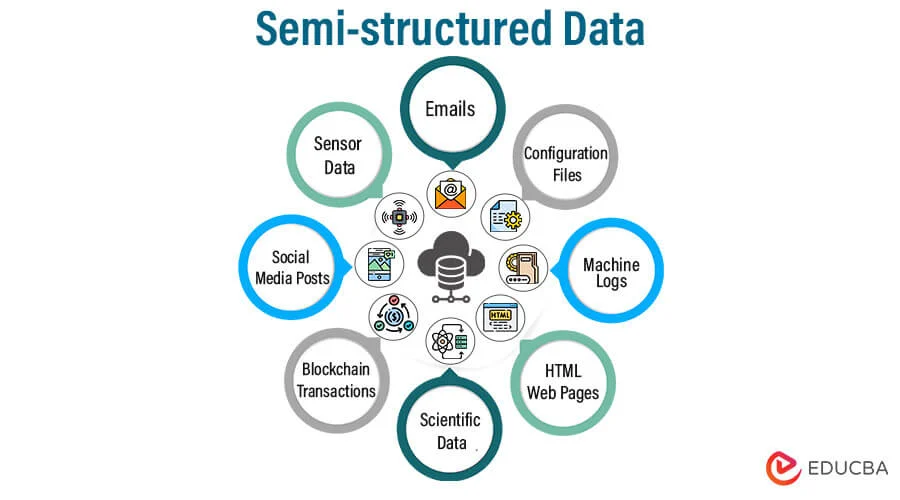 Semi-structured Data
Emails
Configuration
Files
Machine
Logs
HTML
Web Pages
Scientific
Data
Blockchain
Transactions
Social
Media Posts
Sensor
Data
@
HTML
$
EDUCBA